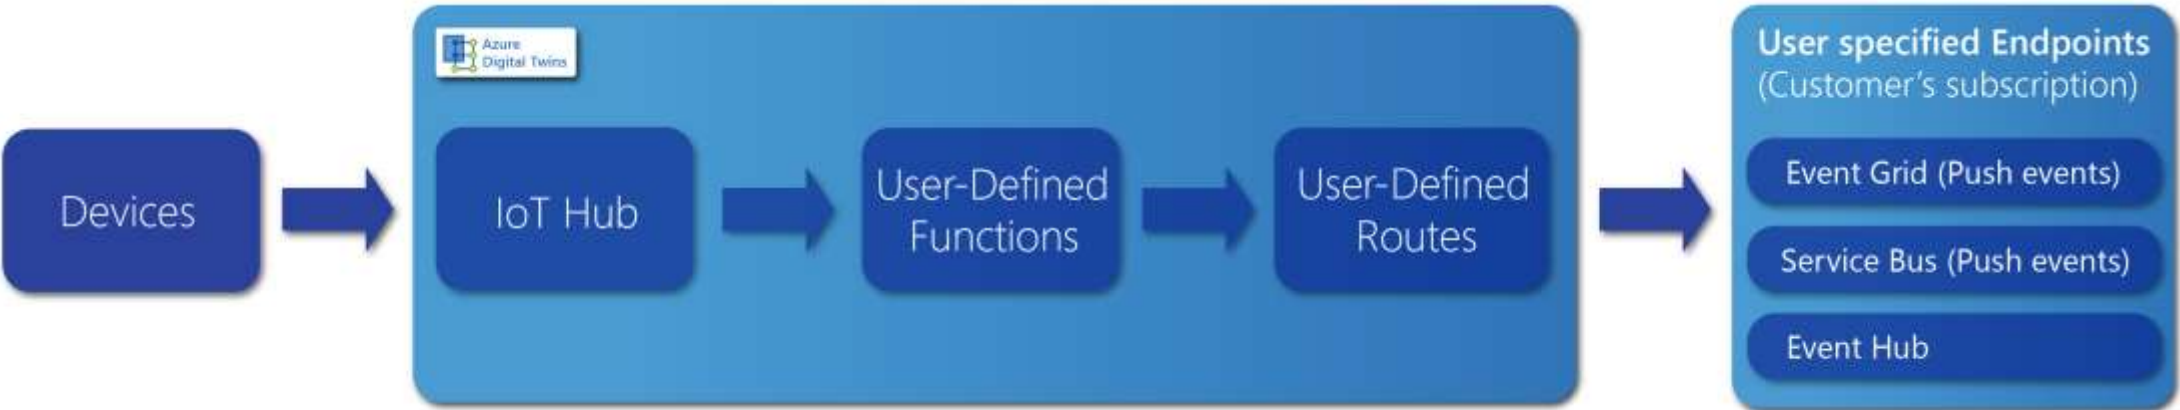 Azure
Digital Twins
Devices
IoT Hub
User-Defined
Functions
User-Defined
Routes
User specified Endpoints
(Customer's subscription)
Event Grid (Push events)
Service Bus (Push events)
Event Hub